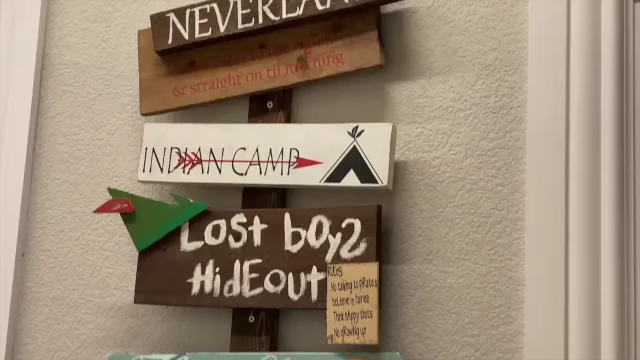 NEVERLAN
& straight on til morning
INDIAN CAMP
Lost boyz
HidEout
RULES
No talking to pirates
believe in fairies
Think happy thots
No growing up